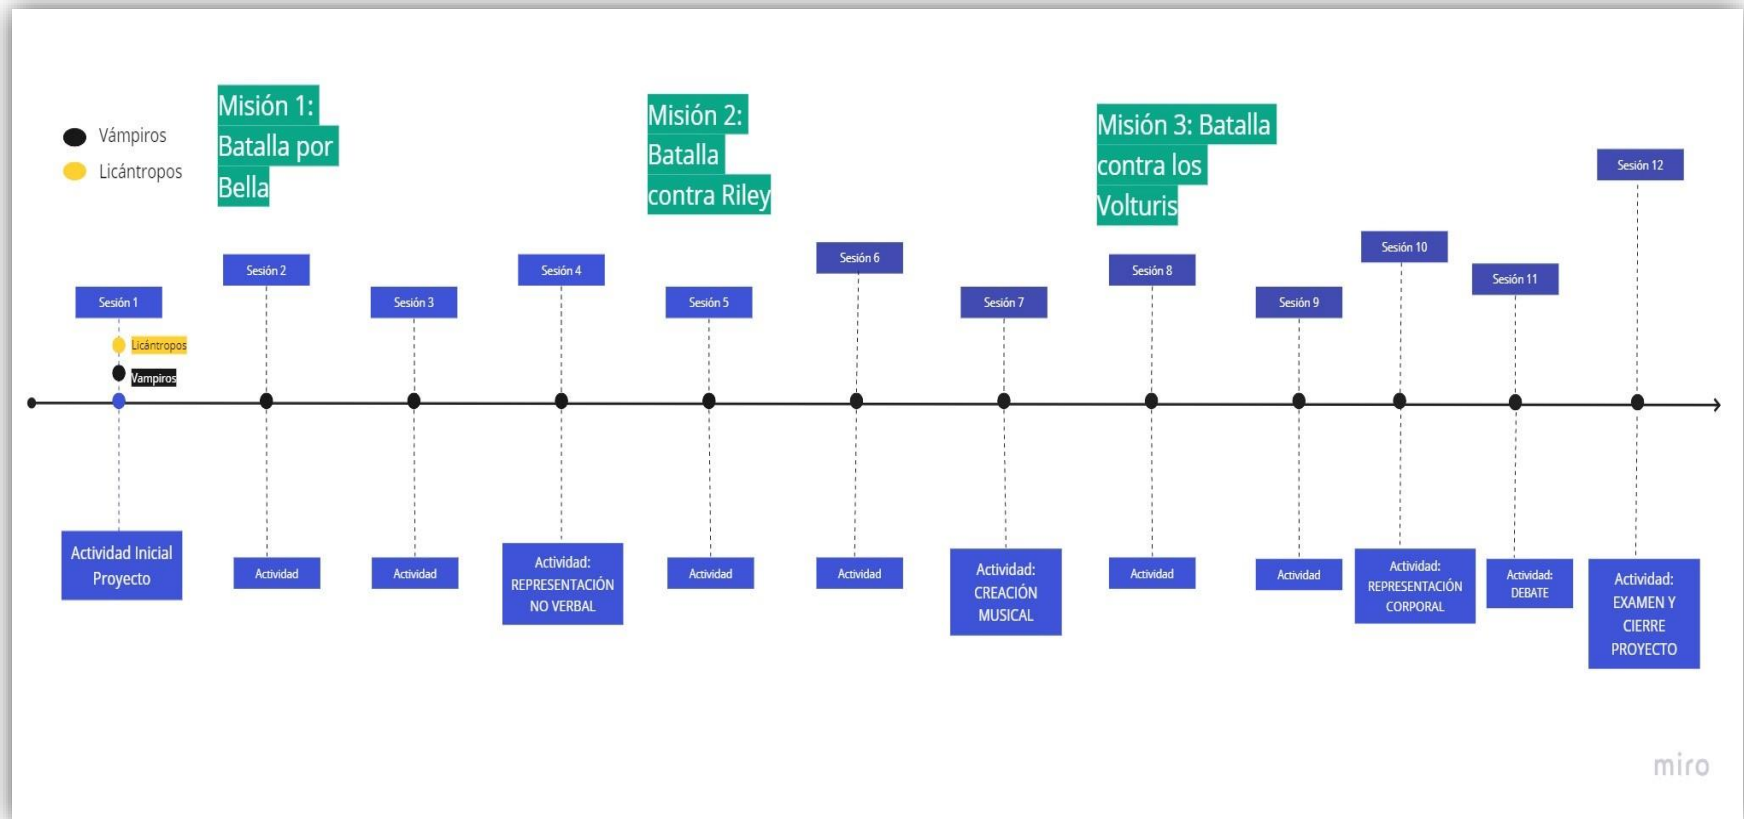 Vámpiros
Licántropos
Misión 1:
Batalla por
Bella
Misión 2:
Batalla
contra Riley
Misión 3: Batalla
contra los
Volturis
Sesión 1
Sesión 2
Sesión 3
Sesión 4
Sesión 5
Sesión 6
Sesión 7
Sesión 8
Sesión 9
Sesión 10
Sesión 11
Sesión 12
Licántropos
Vampiros
Actividad Inicial
Proyecto
Actividad
Actividad
Actividad:
REPRESENTACIÓN
NO VERBAL
Actividad
Actividad
Actividad:
CREACIÓN
MUSICAL
Actividad
Actividad
Actividad:
REPRESENTACIÓN
CORPORAL
Actividad:
DEBATE
Actividad:
EXAMEN Y
CIERRE
PROYECTO
miro